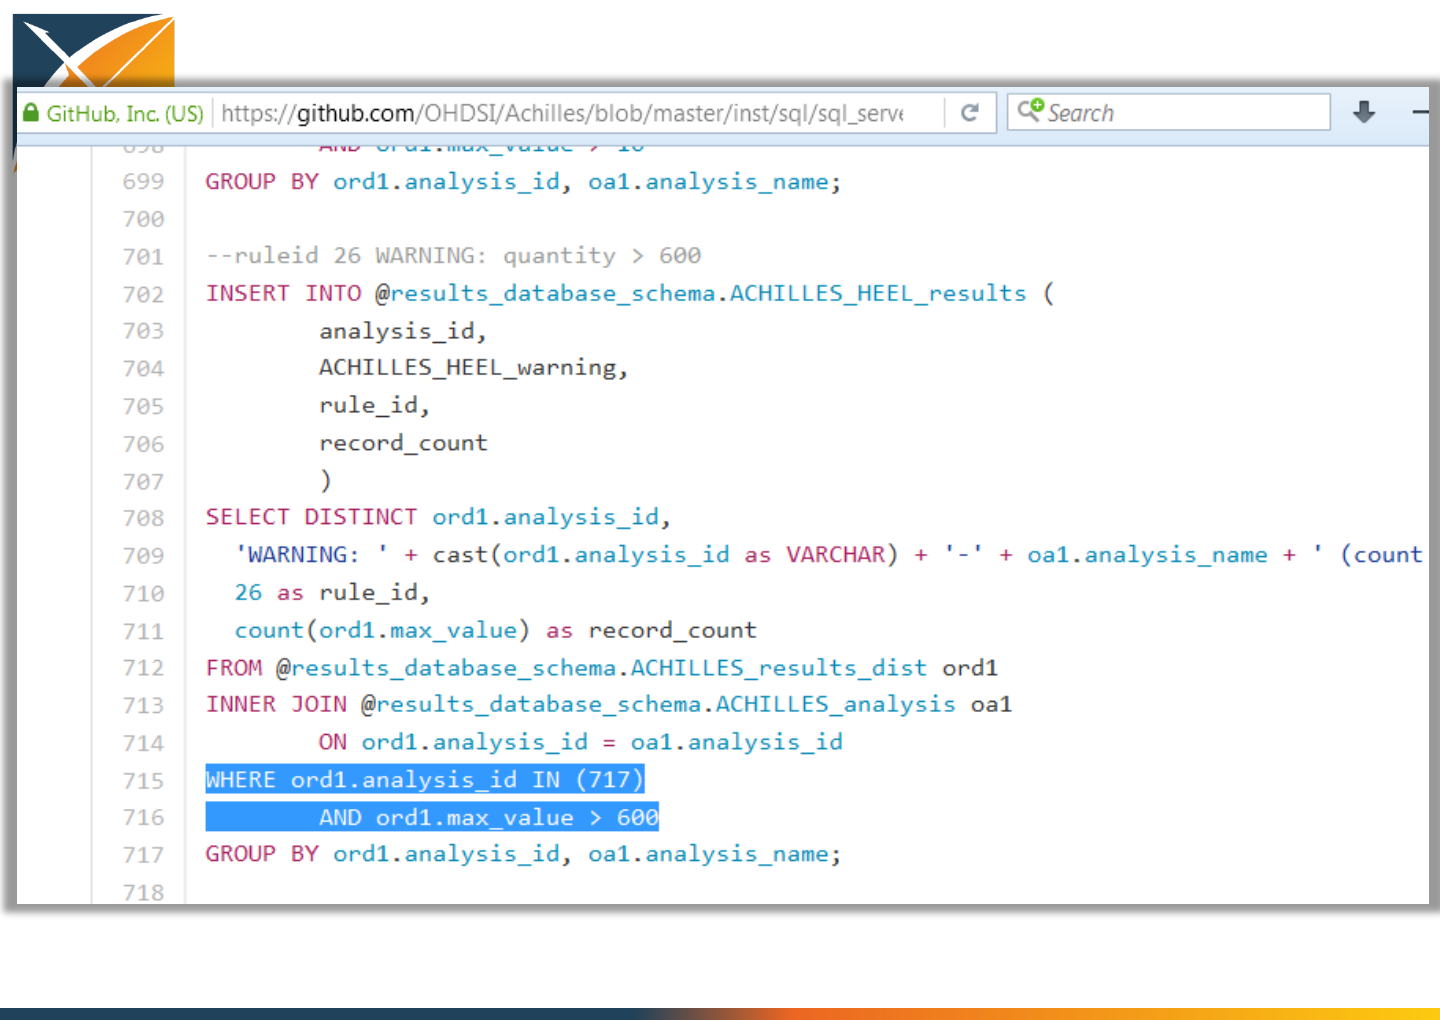 GitHub, Inc. (US) https://github.com/OHDSI/Achilles/blob/master/inst/sql/sql_serve Search
698 AND ord1.max_value > 10
699 GROUP BY ord1.analysis_id, oa1.analysis_name;
700
701 --ruleid 26 WARNING: quantity > 600
702 INSERT INTO @results_database_schema.ACHILLES_HEEL_results (
703 analysis_id,
704 ACHILLES_HEEL_warning,
705 rule_id,
706 record_count
707 )
708 SELECT DISTINCT ord1.analysis_id,
709 'WARNING: ' + cast(ord1.analysis_id as VARCHAR) + '-' + oa1.analysis_name + ' (count
710 26 as rule_id,
711 count(ord1.max_value) as record_count
712 FROM @results_database_schema.ACHILLES_results_dist ord1
713 INNER JOIN @results_database_schema.ACHILLES_analysis oa1
714 ON ord1.analysis_id = oa1.analysis_id
715 WHERE ord1.analysis_id IN (717)
716 AND ord1.max_value > 600
717 GROUP BY ord1.analysis_id, oa1.analysis_name;
718